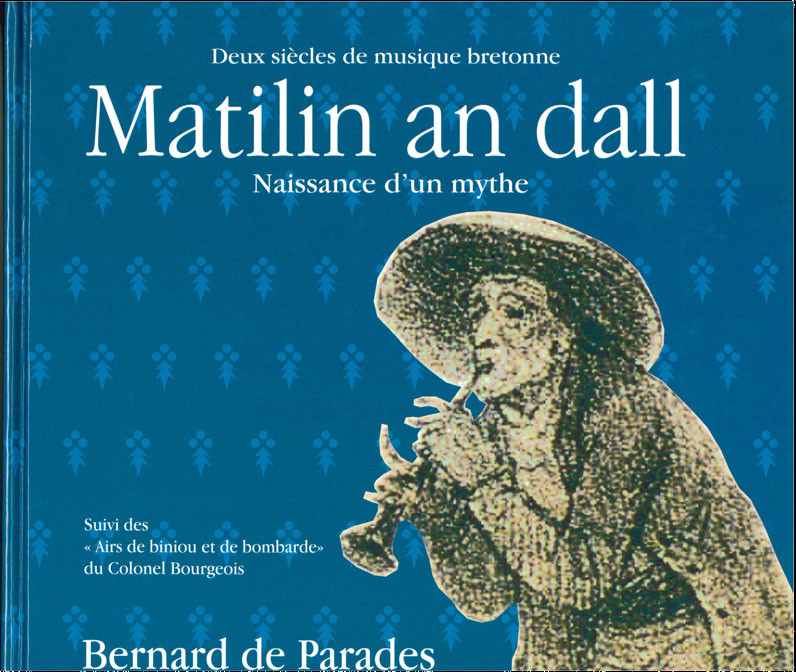 Deux siècles de musique bretonne
Matilin an dall
Naissance d'un mythe
Suivi des
« Airs de biniou et de bombarde»
du Colonel Bourgeois
Bernard de Parades